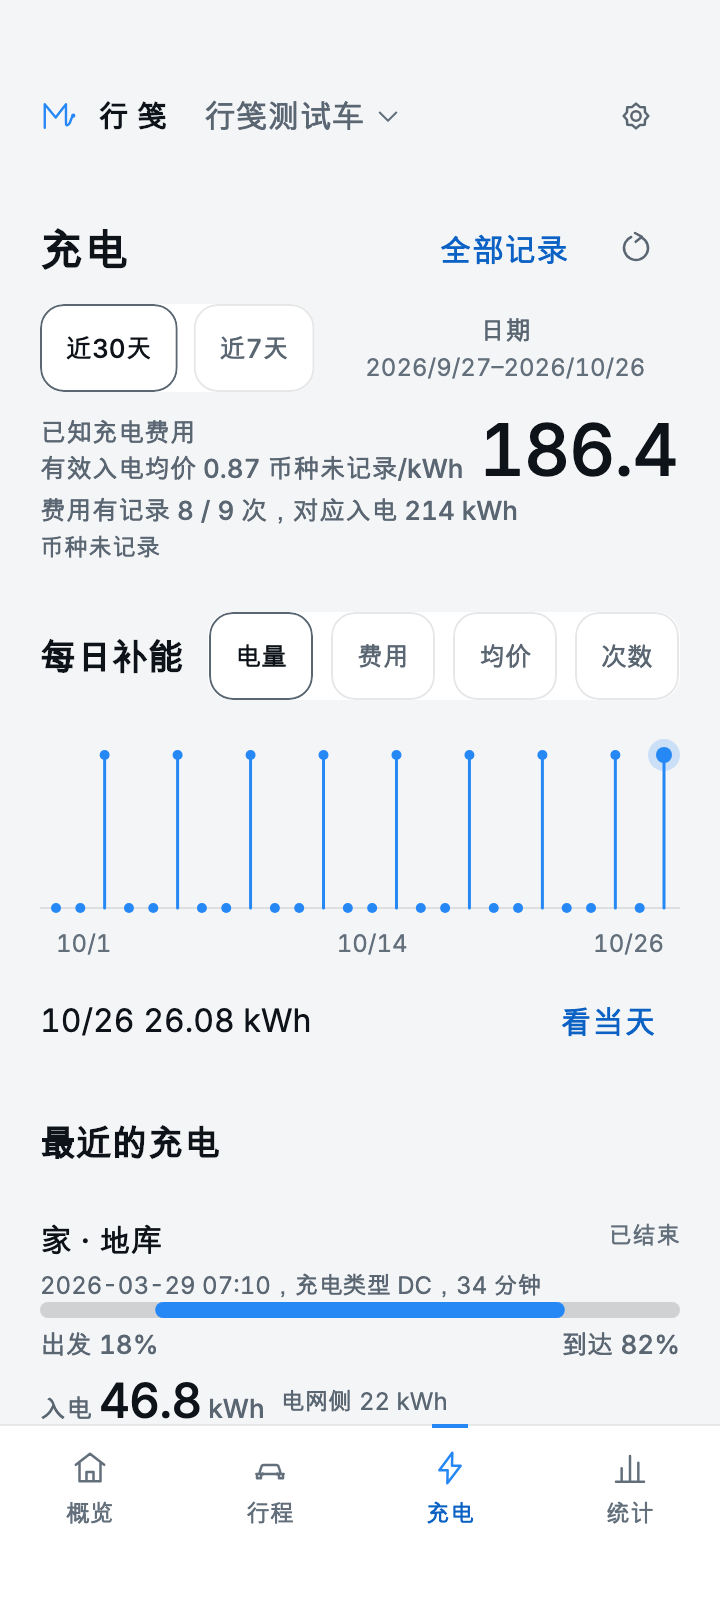 行 笺 行笺测试车
充电 全部记录
近30天 近7天 日期
2026/9/27–2026/10/26
已知充电费用
有效入电均价 0.87 币种未记录/kWh 186.4
费用有记录 8 / 9 次，对应入电 214 kWh
币种未记录
每日补能 电量 费用 均价 次数
10/1 10/14 10/26
10/26 26.08 kWh 看当天
最近的充电
家 · 地库 已结束
2026-03-29 07:10，充电类型 DC，34 分钟
出发 18% 到达 82%
入电 46.8 kWh 电网侧 22 kWh
概览 行程 充电 统计